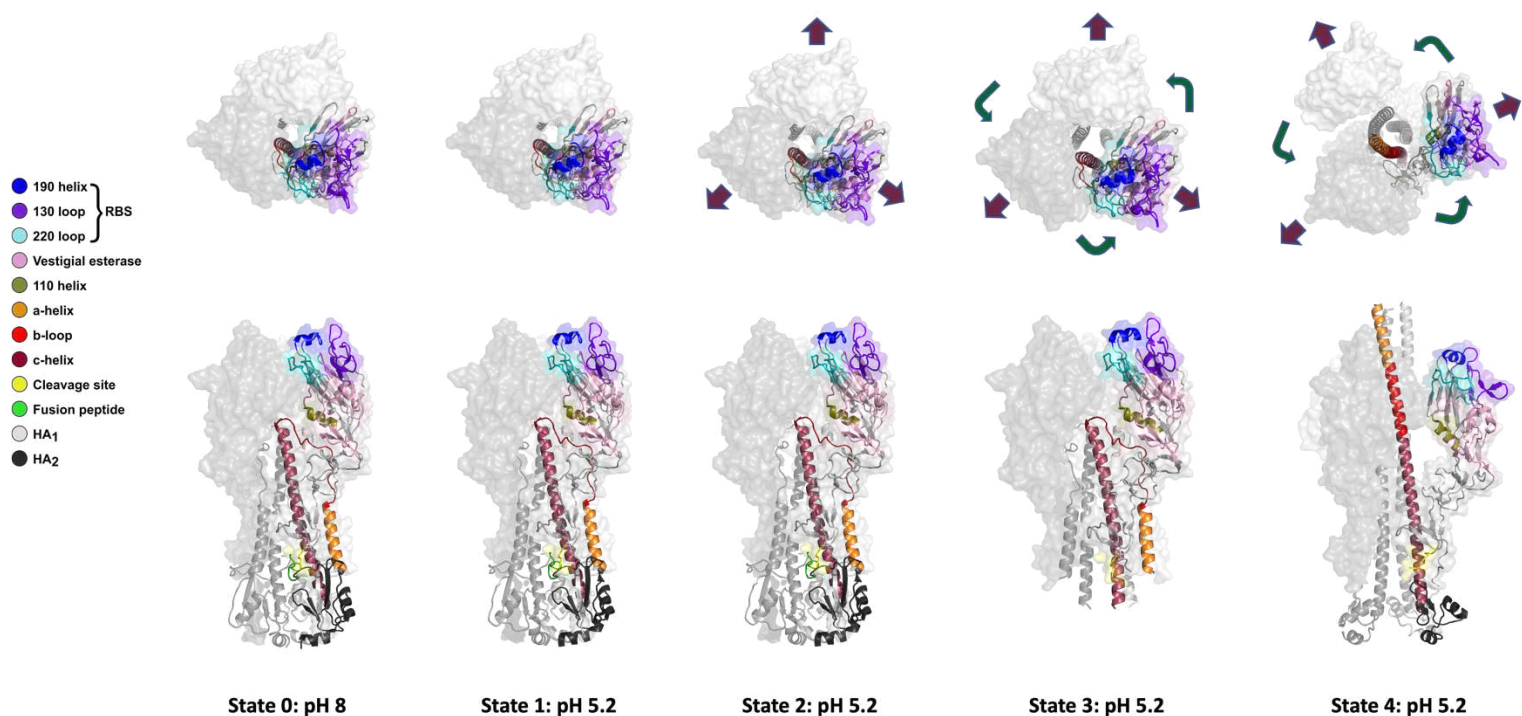 190 helix
130 loop
RBS
220 loop
Vestigial esterase
110 helix
a-helix
b-loop
c-helix
Cleavage site
Fusion peptide
HA1
HA2
State 0: pH 8
State 1: pH 5.2
State 2: pH 5.2
State 3: pH 5.2
State 4: pH 5.2